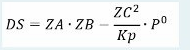 DS = ZA · ZB − ZC²/Kp · P⁰